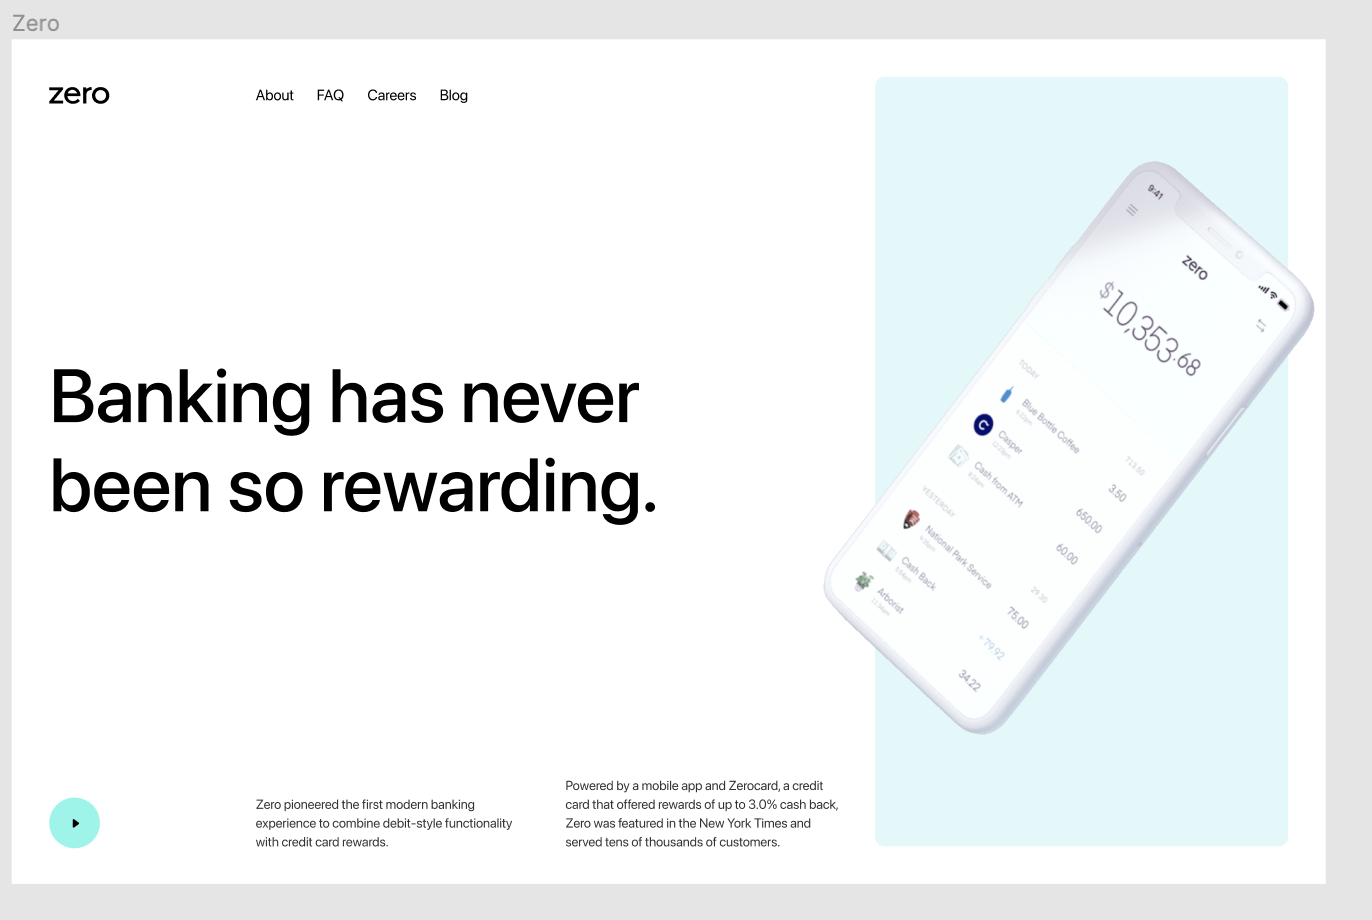 Zero
zero
About FAQ Careers Blog
Banking has never
been so rewarding.
Zero pioneered the first modern banking
experience to combine debit-style functionality
with credit card rewards.
Powered by a mobile app and Zerocard, a credit
card that offered rewards of up to 3.0% cash back,
Zero was featured in the New York Times and
served tens of thousands of customers.
9:41
zero
$10,353.68
TODAY
713.50
Blue Bottle Coffee
3.50
Casper
650.00
Cash from ATM
60.00
YESTERDAY
29.30
National Park Service
75.00
Cash Back
+79.92
Arborist
34.22